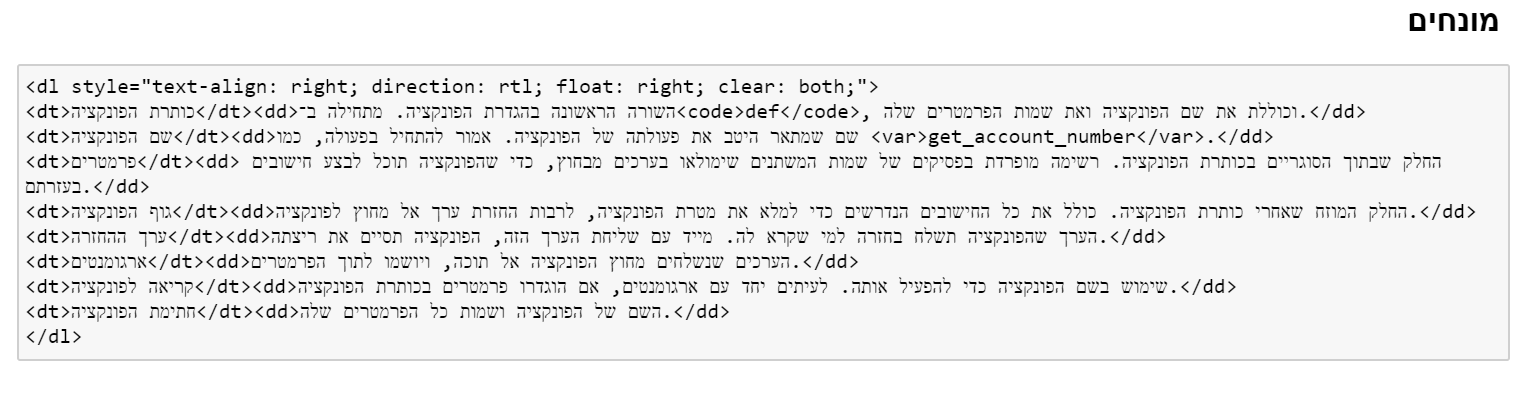 מונחים
<dl style="text-align: right; direction: rtl; float: right; clear: both;">
<dt>כותרת הפונקציה</dt><dd>השורה הראשונה בהגדרת הפונקציה. מתחילה ב־<code>def</code>, וכוללת את שם הפונקציה ואת שמות הפרמטרים שלה.</dd>
<dt>שם הפונקציה</dt><dd>שם שמתאר היטב את פעולתה של הפונקציה. אמור להתחיל בפעולה, כמו <var>get_account_number</var>.</dd>
<dt>פרמטרים</dt><dd> החלק שבתוך הסוגריים בכותרת הפונקציה. רשימה מופרדת בפסיקים של שמות המשתנים שימולאו בערכים מבחוץ, כדי שהפונקציה תוכל לבצע חישובים
בעזרתם.</dd>
<dt>גוף הפונקציה</dt><dd>החלק המוזח שאחרי כותרת הפונקציה. כולל את כל החישובים הנדרשים כדי למלא את מטרת הפונקציה, לרבות החזרת ערך אל מחוץ לפונקציה.</dd>
<dt>ערך ההחזרה</dt><dd>הערך שהפונקציה תשלח בחזרה למי שקרא לה. מייד עם שליחת הערך הזה, הפונקציה תסיים את ריצתה.</dd>
<dt>ארגומנטים</dt><dd>הערכים שנשלחים מחוץ הפונקציה אל תוכה, ויושמו לתוך הפרמטרים.</dd>
<dt>קריאה לפונקציה</dt><dd>שימוש בשם הפונקציה כדי להפעיל אותה. לעיתים יחד עם ארגומנטים, אם הוגדרו פרמטרים בכותרת הפונקציה.</dd>
<dt>חתימת הפונקציה</dt><dd>השם של הפונקציה ושמות כל הפרמטרים שלה.</dd>
</dl>